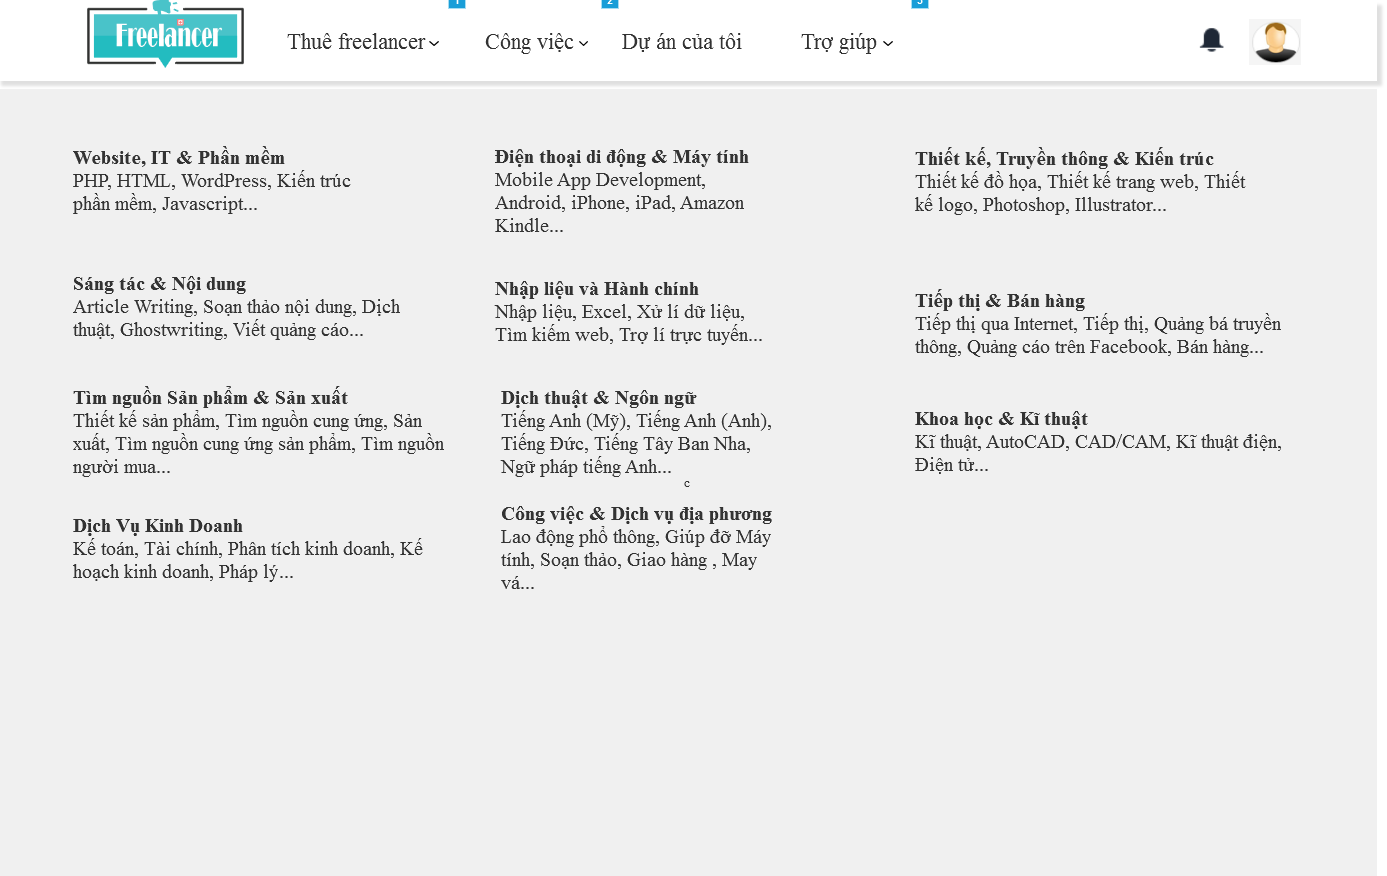 1
2
3
Freelancer
Thuê freelancer
Công việc
Dự án của tôi
Trợ giúp
Website, IT & Phần mềm
PHP, HTML, WordPress, Kiến trúc
phần mềm, Javascript...
Điện thoại di động & Máy tính
Mobile App Development,
Android, iPhone, iPad, Amazon
Kindle...
Thiết kế, Truyền thông & Kiến trúc
Thiết kế đồ họa, Thiết kế trang web, Thiết
kế logo, Photoshop, Illustrator...
Sáng tác & Nội dung
Article Writing, Soạn thảo nội dung, Dịch
thuật, Ghostwriting, Viết quảng cáo...
Nhập liệu và Hành chính
Nhập liệu, Excel, Xử lí dữ liệu,
Tìm kiếm web, Trợ lí trực tuyến...
Tiếp thị & Bán hàng
Tiếp thị qua Internet, Tiếp thị, Quảng bá truyền
thông, Quảng cáo trên Facebook, Bán hàng...
Tìm nguồn Sản phẩm & Sản xuất
Thiết kế sản phẩm, Tìm nguồn cung ứng, Sản
xuất, Tìm nguồn cung ứng sản phẩm, Tìm nguồn
người mua...
Dịch thuật & Ngôn ngữ
Tiếng Anh (Mỹ), Tiếng Anh (Anh),
Tiếng Đức, Tiếng Tây Ban Nha,
Ngữ pháp tiếng Anh...
c
Khoa học & Kĩ thuật
Kĩ thuật, AutoCAD, CAD/CAM, Kĩ thuật điện,
Điện tử...
Dịch Vụ Kinh Doanh
Kế toán, Tài chính, Phân tích kinh doanh, Kế
hoạch kinh doanh, Pháp lý...
Công việc & Dịch vụ địa phương
Lao động phổ thông, Giúp đỡ Máy
tính, Soạn thảo, Giao hàng , May
vá...